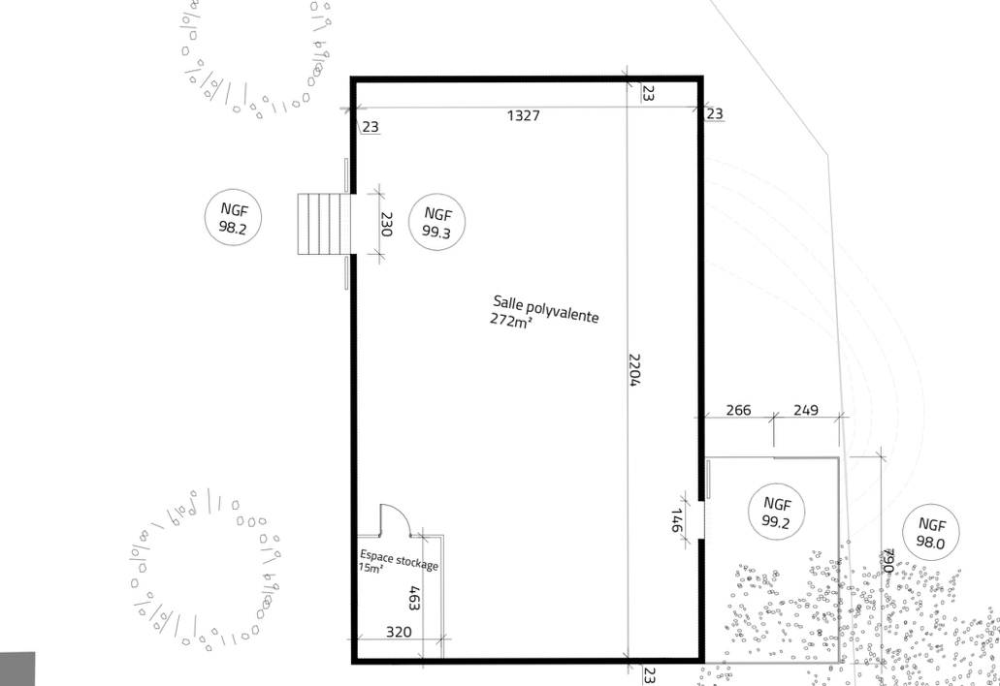 23
1327
23
23
NGF
98.2
230
NGF
99.3
Salle polyvalente
272m²
2204
266
249
146
NGF
99.2
NGF
98.0
790
Espace stockage
15m²
463
320
23